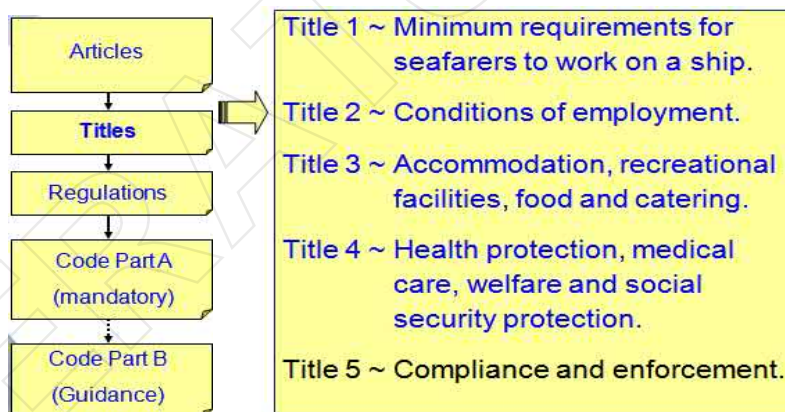 Articles
Titles
Regulations
Code Part A
(mandatory)
Code Part B
(Guidance)
Title 1 ~ Minimum requirements for
seafarers to work on a ship.
Title 2 ~ Conditions of employment.
Title 3 ~ Accommodation, recreational
facilities, food and catering.
Title 4 ~ Health protection, medical
care, welfare and social
security protection.
Title 5 ~ Compliance and enforcement.